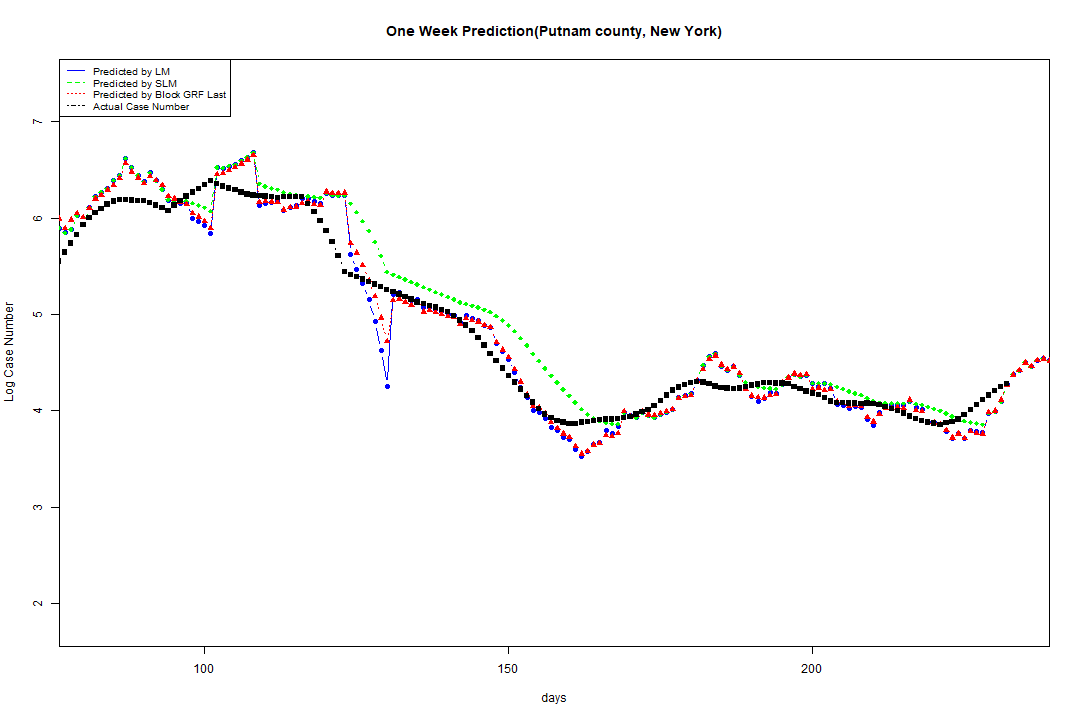 One Week Prediction(Putnam county, New York)
Predicted by LM
Predicted by SLM
Predicted by Block GRF Last
Actual Case Number
Log Case Number
7
6
5
4
3
2
100
150
200
days